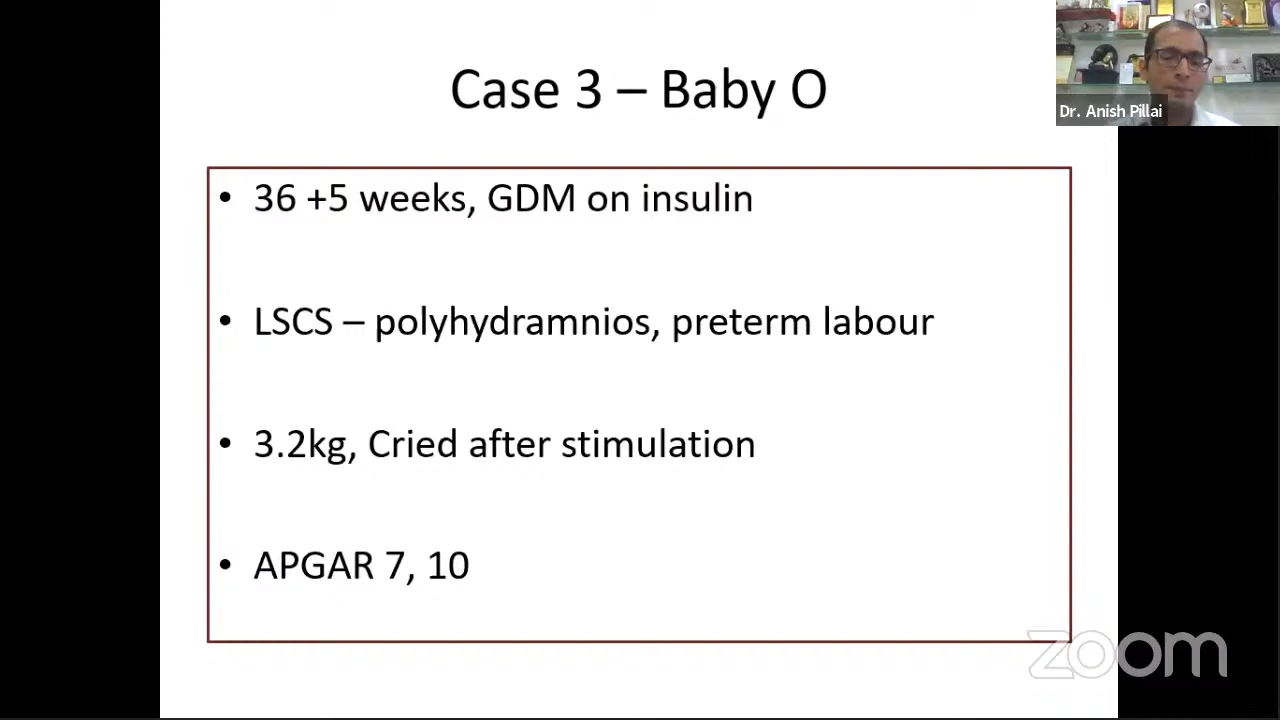 Case 3 – Baby O
Dr. Anish Pillai
• 36 +5 weeks, GDM on insulin
• LSCS – polyhydramnios, preterm labour
• 3.2kg, Cried after stimulation
• APGAR 7, 10
zoom